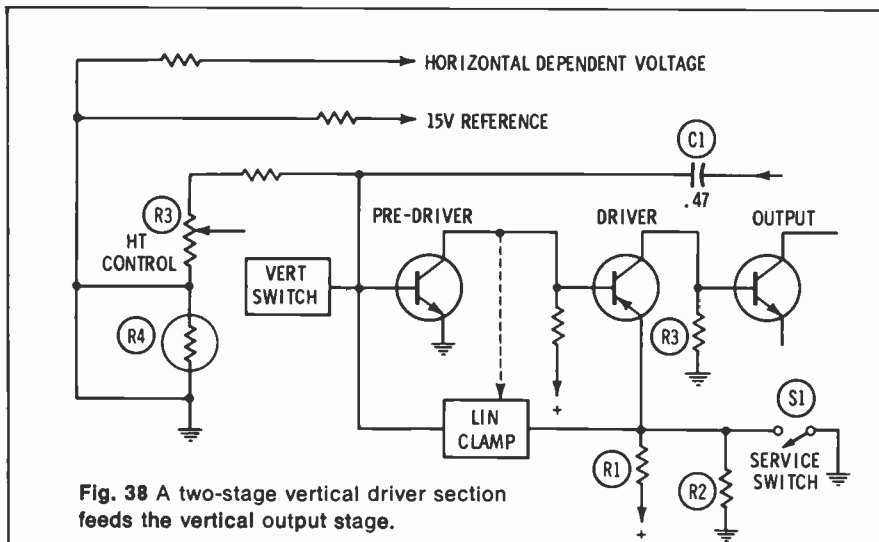 HORIZONTAL DEPENDENT VOLTAGE
15V REFERENCE
C1
.47
R3
HT
CONTROL
PRE-DRIVER
DRIVER
OUTPUT
VERT
SWITCH
R4
R3
LIN
CLAMP
+
S1
SERVICE
SWITCH
R1
R2
+
Fig. 38 A two-stage vertical driver section
feeds the vertical output stage.